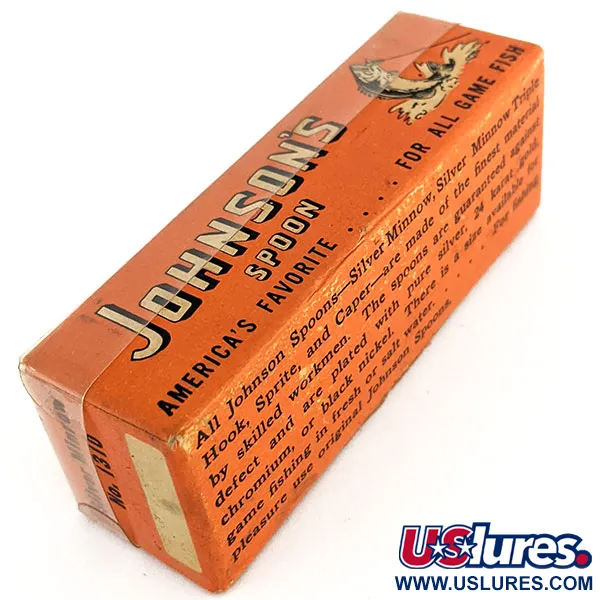 JOHNSON'S
SPOON
AMERICA'S FAVORITE . . . . FOR ALL GAME FISH
All Johnson Spoons—Silver Minnow, Silver Minnow Triple
Hook, Sprite, and Caper—are made of the finest material
by skilled workmen. The spoons are guaranteed against
defect and are plated with pure silver, 24 karat gold,
chromium, or black nickel. There is a size available for
game fishing in fresh or salt water. . . . . For fishing
pleasure use original Johnson Spoons.
Silver Minnow
No. 1310
USlures.
WWW.USLURES.COM